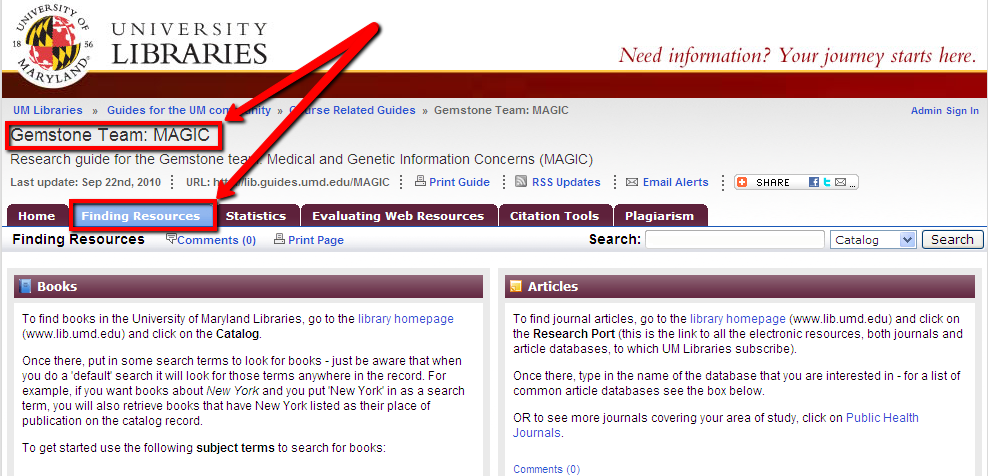 UNIVERSITY OF
18 56
MARYLAND
UNIVERSITY
LIBRARIES
Need information? Your journey starts here.
UM Libraries » Guides for the UM community » Course Related Guides » Gemstone Team: MAGIC
Admin Sign In
Gemstone Team: MAGIC
Research guide for the Gemstone team: Medical and Genetic Information Concerns (MAGIC)
Last update: Sep 22nd, 2010 URL: http://lib.guides.umd.edu/MAGIC Print Guide RSS Updates Email Alerts SHARE ...
Home Finding Resources Statistics Evaluating Web Resources Citation Tools Plagiarism
Finding Resources Comments (0) Print Page Search: Catalog Search
Books
To find books in the University of Maryland Libraries, go to the library homepage
(www.lib.umd.edu) and click on the Catalog.
Once there, put in some search terms to look for books - just be aware that when
you do a 'default' search it will look for those terms anywhere in the record. For
example, if you want books about New York and you put 'New York' in as a search
term, you will also retrieve books that have New York listed as their place of
publication on the catalog record.
To get started use the following subject terms to search for books:
Articles
To find journal articles, go to the library homepage (www.lib.umd.edu) and click on
the Research Port (this is the link to all the electronic resources, both journals and
article databases, to which UM Libraries subscribe).
Once there, type in the name of the database that you are interested in - for a list of
common article databases see the box below.
OR to see more journals covering your area of study, click on Public Health
Journals.
Comments (0)